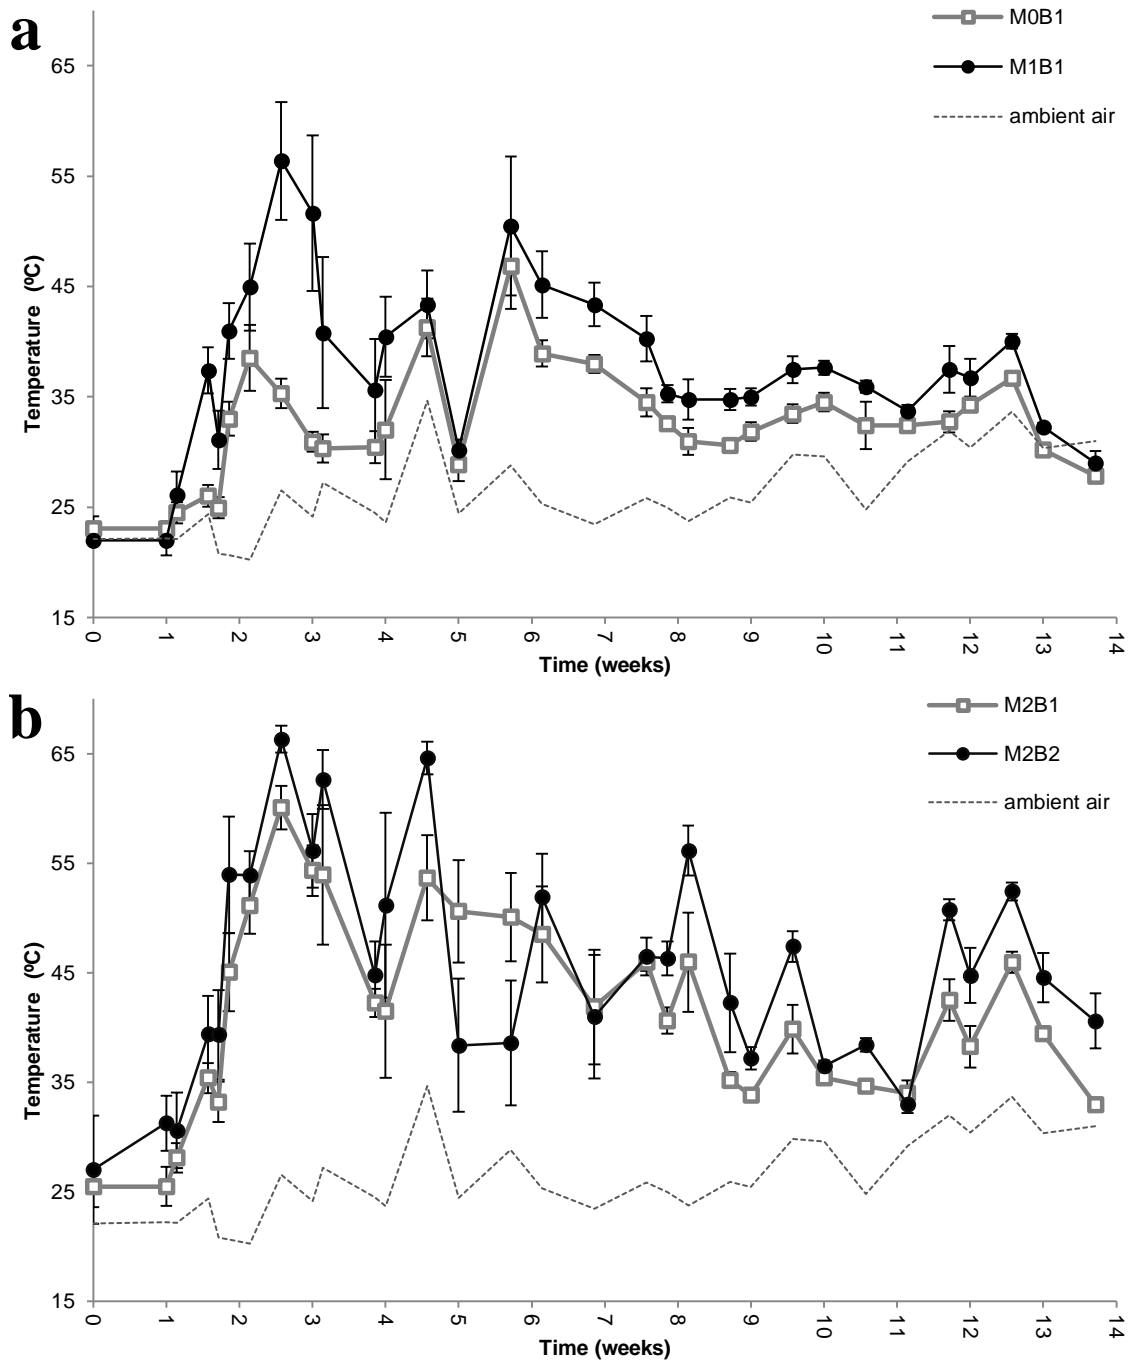 a
M0B1
M1B1
ambient air
65
55
45
35
25
15
Temperature (ºC)
0 1 2 3 4 5 6 7 8 9 10 11 12 13 14
Time (weeks)
b
M2B1
M2B2
ambient air
65
55
45
35
25
15
Temperature (ºC)
0 1 2 3 4 5 6 7 8 9 10 11 12 13 14
Time (weeks)